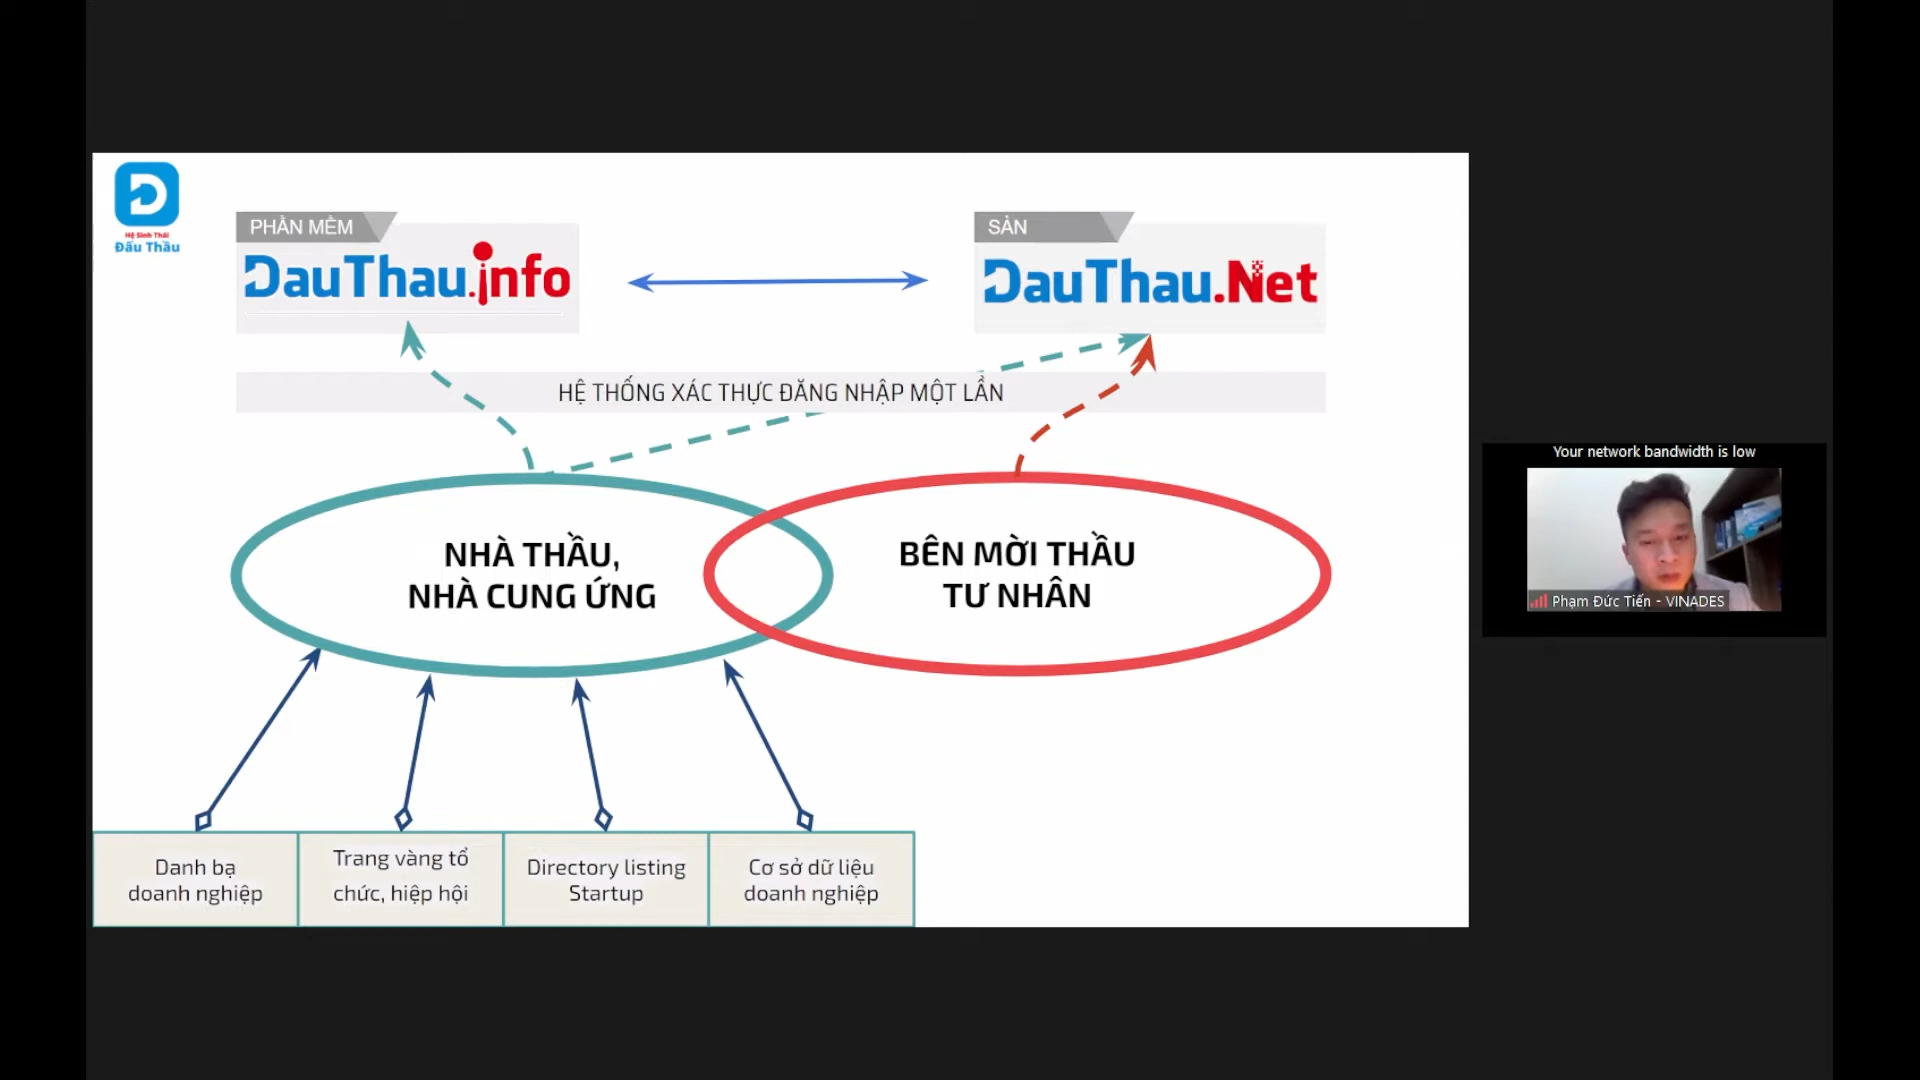 Hệ Sinh Thái
Đấu Thầu
PHẦN MỀM
DauThau.info
SÀN
DauThau.Net
HỆ THỐNG XÁC THỰC ĐĂNG NHẬP MỘT LẦN
NHÀ THẦU,
NHÀ CUNG ỨNG
BÊN MỜI THẦU
TƯ NHÂN
Danh bạ
doanh nghiệp
Trang vàng tổ
chức, hiệp hội
Directory listing
Startup
Cơ sở dữ liệu
doanh nghiệp
Your network bandwidth is low
Phạm Đức Tiến - VINADES